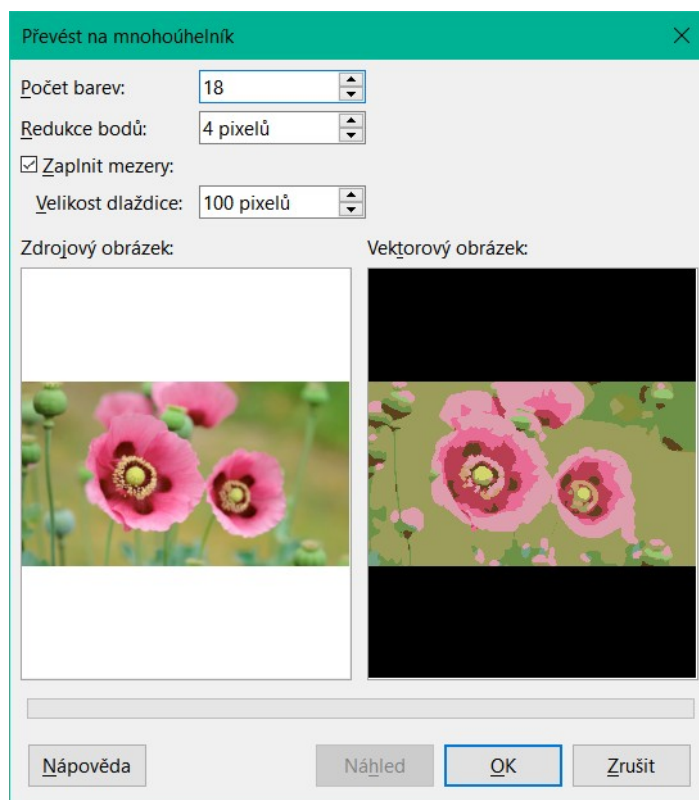 Převést na mnohoúhelník
Počet barev: 18
Redukce bodů: 4 pixelů
Zaplnit mezery:
Velikost dlaždice: 100 pixelů
Zdrojový obrázek: Vektorový obrázek:
Nápověda Náhled OK Zrušit